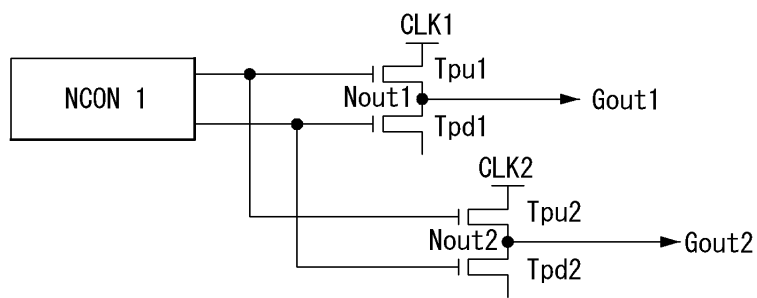 CLK1
NCON 1
Tpu1
Nout1
Gout1
Tpd1
CLK2
Tpu2
Nout2
Gout2
Tpd2